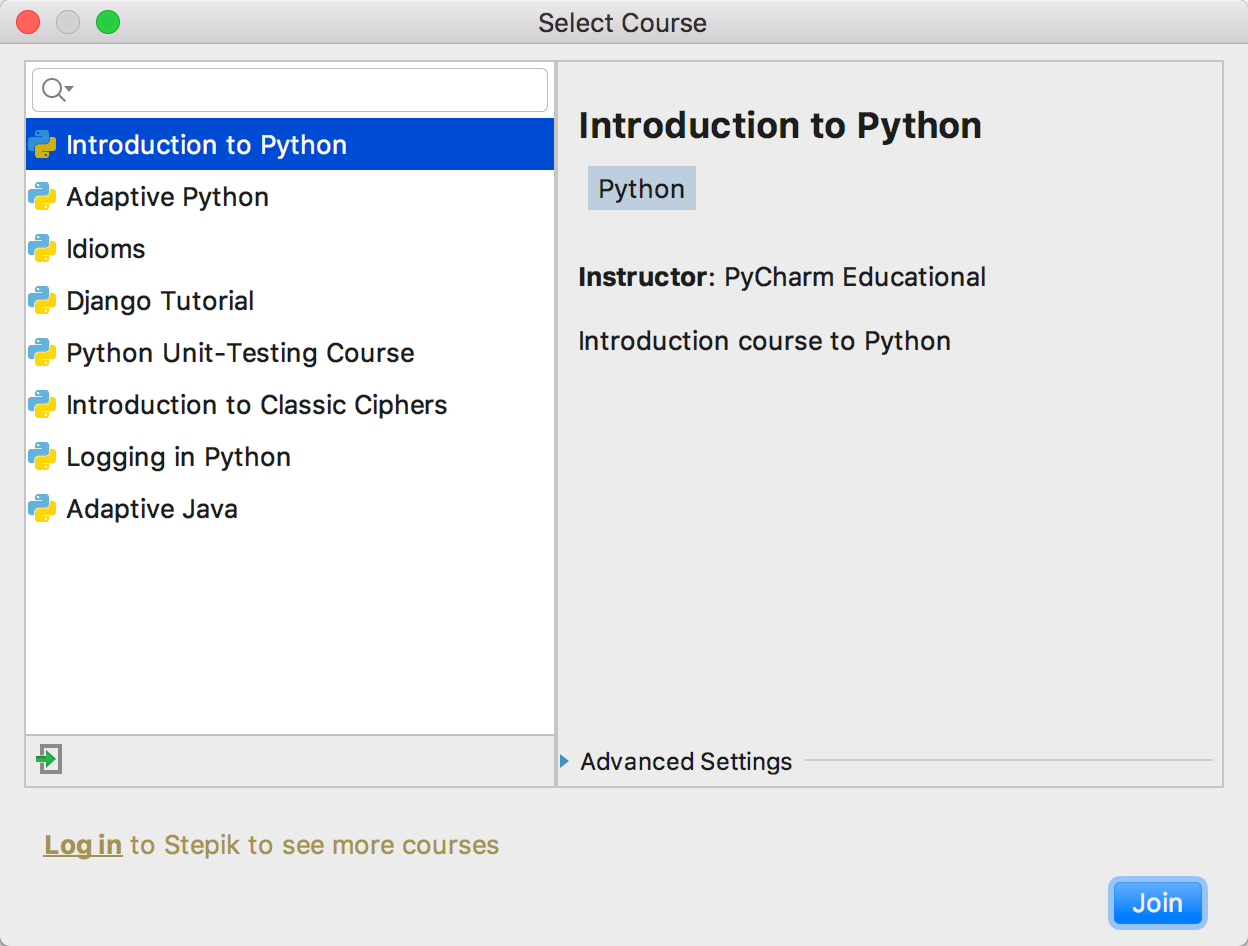 Select Course
Introduction to Python
Adaptive Python
Idioms
Django Tutorial
Python Unit-Testing Course
Introduction to Classic Ciphers
Logging in Python
Adaptive Java
Introduction to Python
Python
Instructor: PyCharm Educational
Introduction course to Python
Advanced Settings
Log in to Stepik to see more courses
Join